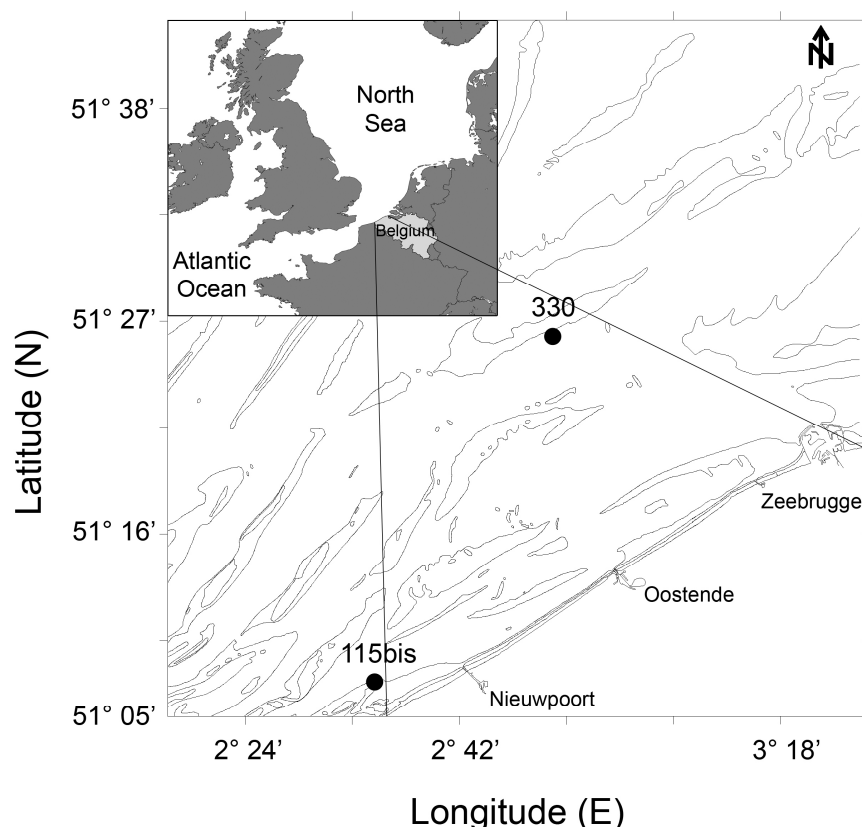 N
North
Sea
51° 38’
Belgium
Atlantic
Ocean
330
51° 27’
Latitude (N)
Zeebrugge
51° 16’
Oostende
115bis
Nieuwpoort
51° 05’
2° 24’
2° 42’
3° 18’
Longitude (E)